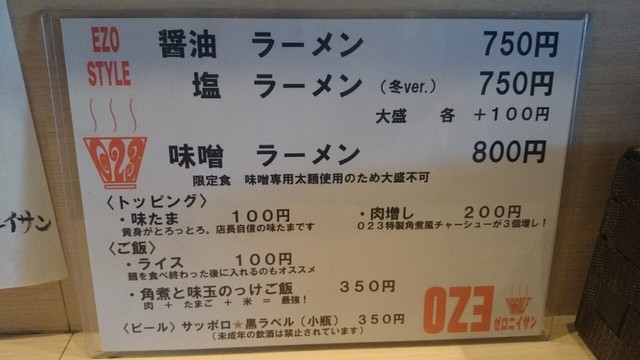 EZO
STYLE
醤油 ラーメン 750円
塩 ラーメン (冬ver.) 750円
大盛 各 +100円
023
味噌 ラーメン 800円
限定食 味噌専用太麺使用のため大盛不可
〈トッピング〉
・味たま 100円
黄身がとろっとろ。店長自信の味たまです
・肉増し 200円
023特製角煮風チャーシューが3個増し!
〈ご飯〉
・ライス 100円
麺を食べ終わった後に入れるのもオススメ
・角煮と味玉のっけご飯 350円
肉 + たまご + 米 = 最強!
〈ビール〉サッポロ★黒ラベル(小瓶) 350円
(未成年の飲酒は禁止されています)
EZO
ゼロニイサン
ニイサン